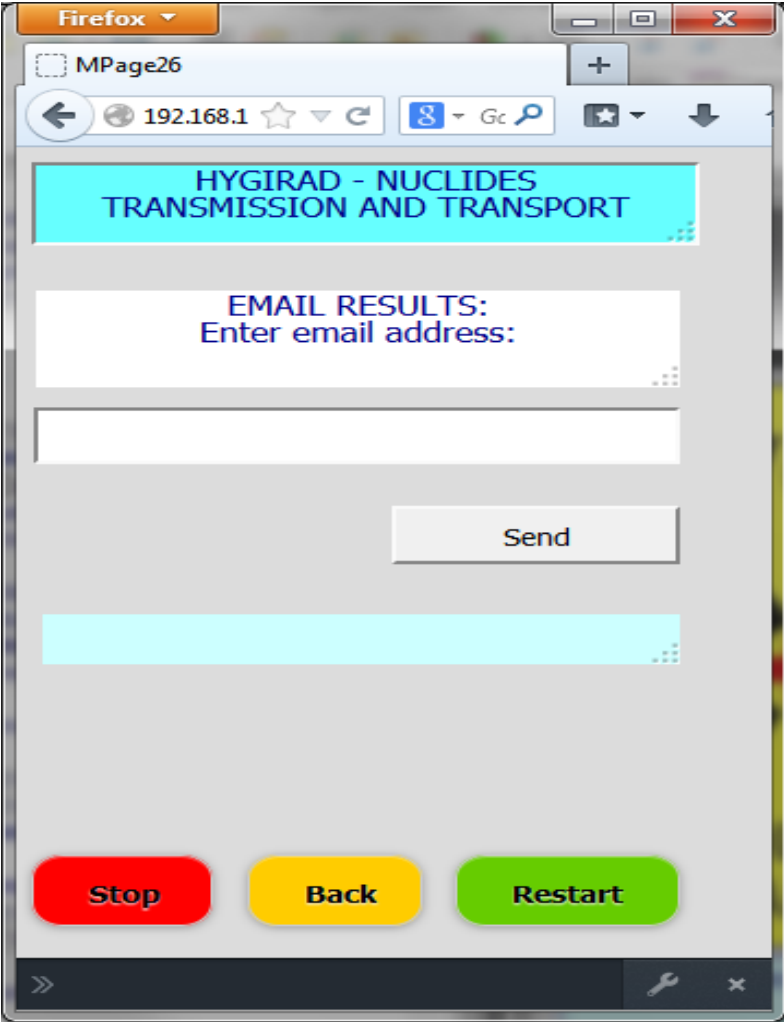 Firefox
MPage26
192.168.1
8 Go
HYGIRAD - NUCLIDES
TRANSMISSION AND TRANSPORT
EMAIL RESULTS:
Enter email address:
Send
Stop Back Restart